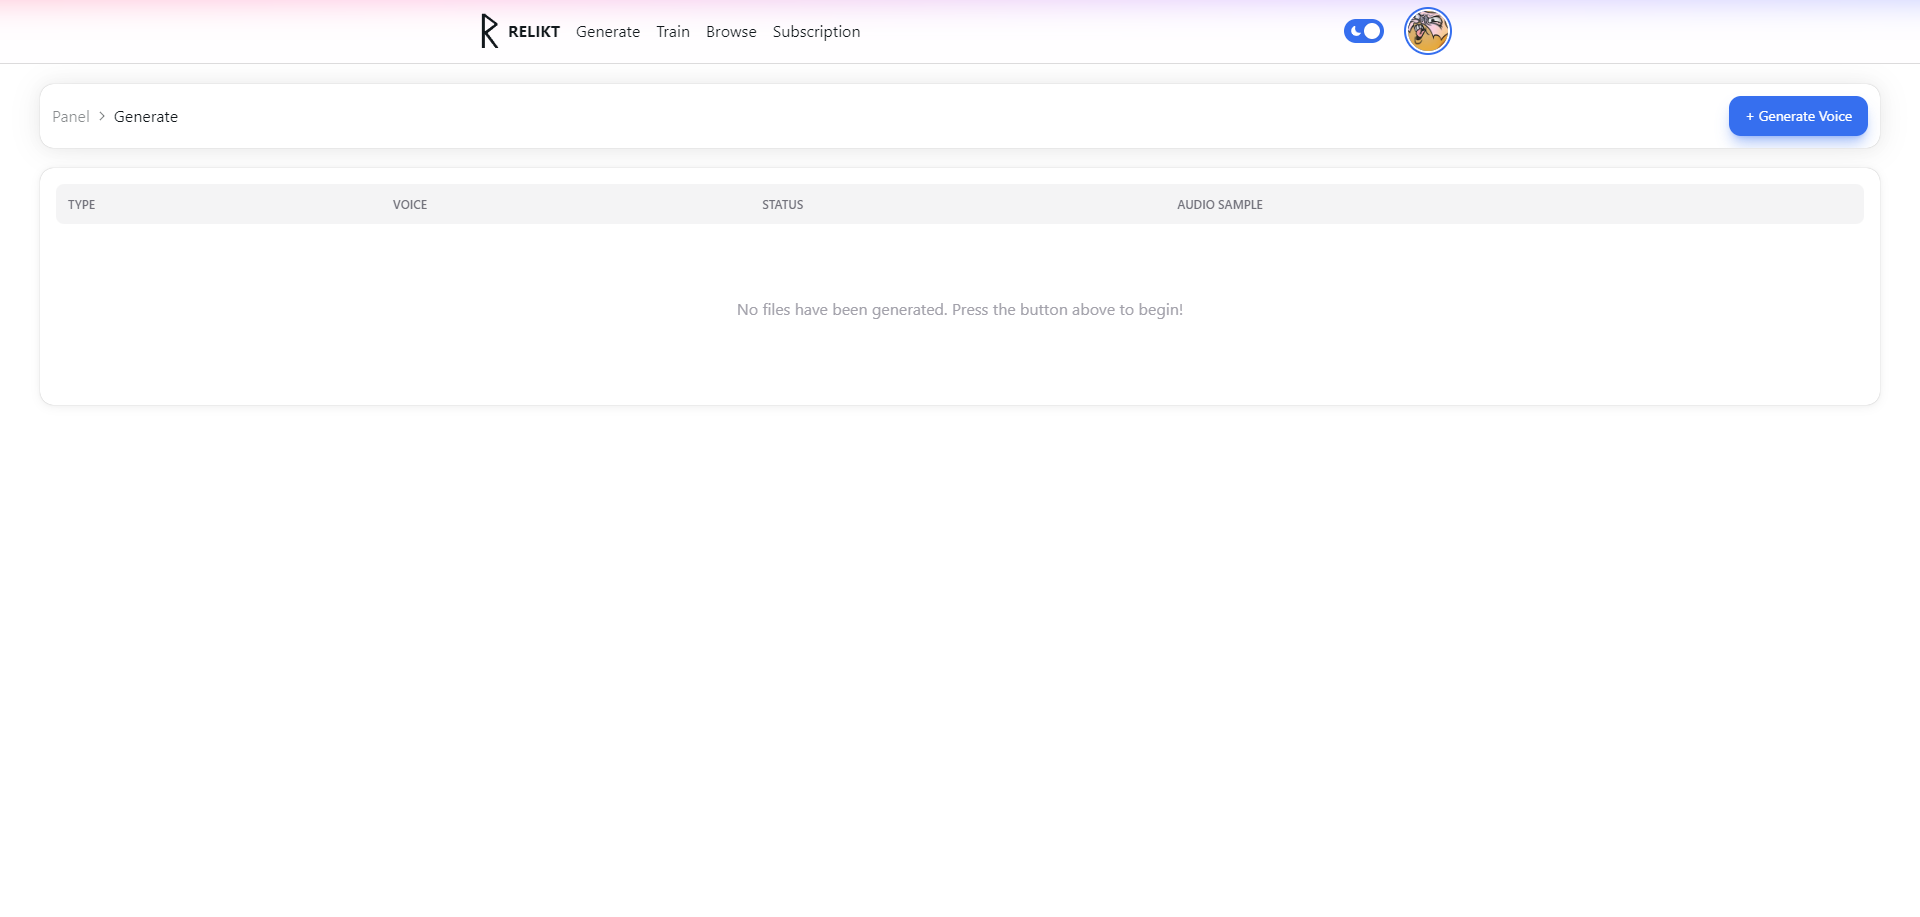 RELIKT Generate Train Browse Subscription
Panel > Generate
+ Generate Voice
TYPE VOICE STATUS AUDIO SAMPLE
No files have been generated. Press the button above to begin!